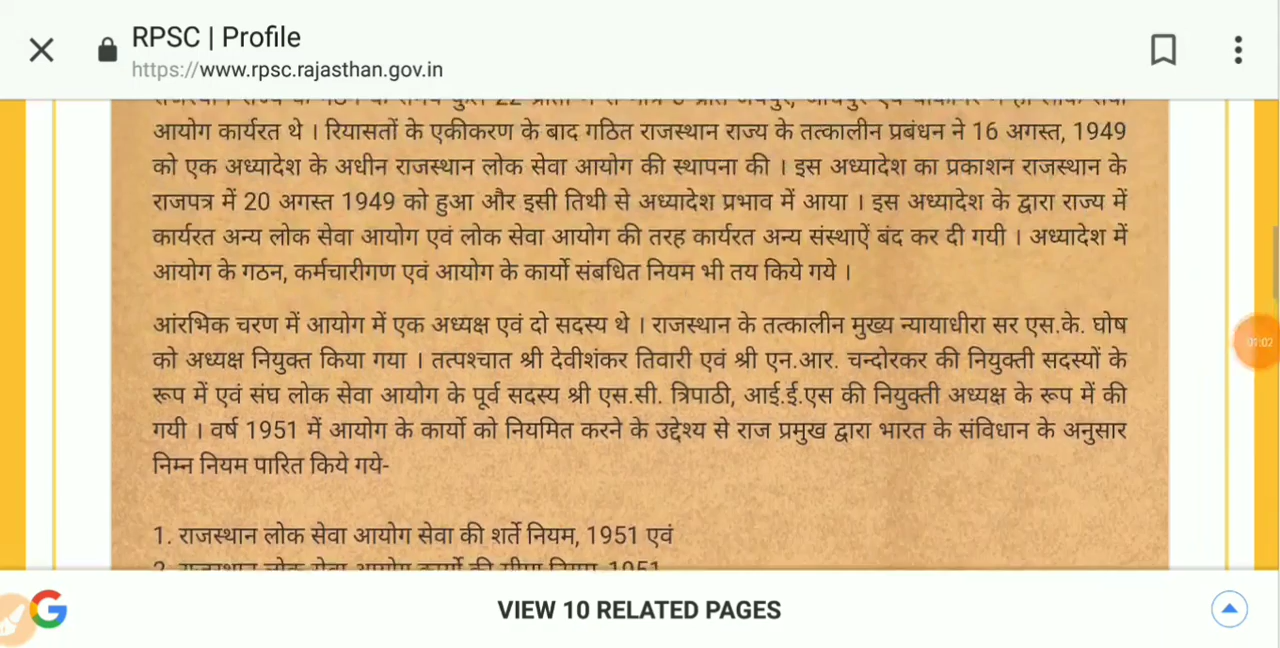 RPSC | Profile
https://www.rpsc.rajasthan.gov.in
आयोग कार्यरत थे । रियासतों के एकीकरण के बाद गठित राजस्थान राज्य के तत्कालीन प्रबंधन ने 16 अगस्त, 1949
को एक अध्यादेश के अधीन राजस्थान लोक सेवा आयोग की स्थापना की । इस अध्यादेश का प्रकाशन राजस्थान के
राजपत्र में 20 अगस्त 1949 को हुआ और इसी तिथी से अध्यादेश प्रभाव में आया । इस अध्यादेश के द्वारा राज्य में
कार्यरत अन्य लोक सेवा आयोग एवं लोक सेवा आयोग की तरह कार्यरत अन्य संस्थाऐं बंद कर दी गयी । अध्यादेश में
आयोग के गठन, कर्मचारीगण एवं आयोग के कार्यो संबधित नियम भी तय किये गये ।
आंरभिक चरण में आयोग में एक अध्यक्ष एवं दो सदस्य थे । राजस्थान के तत्कालीन मुख्य न्यायाधीरा सर एस.के. घोष
को अध्यक्ष नियुक्त किया गया । तत्पश्चात श्री देवीशंकर तिवारी एवं श्री एन.आर. चन्दोरकर की नियुक्ती सदस्यों के
रूप में एवं संघ लोक सेवा आयोग के पूर्व सदस्य श्री एस.सी. त्रिपाठी, आई.ई.एस की नियुक्ती अध्यक्ष के रूप में की
गयी । वर्ष 1951 में आयोग के कार्यो को नियमित करने के उद्देश्य से राज प्रमुख द्वारा भारत के संविधान के अनुसार
निम्न नियम पारित किये गये-
1. राजस्थान लोक सेवा आयोग सेवा की शर्ते नियम, 1951 एवं
01:02
VIEW 10 RELATED PAGES